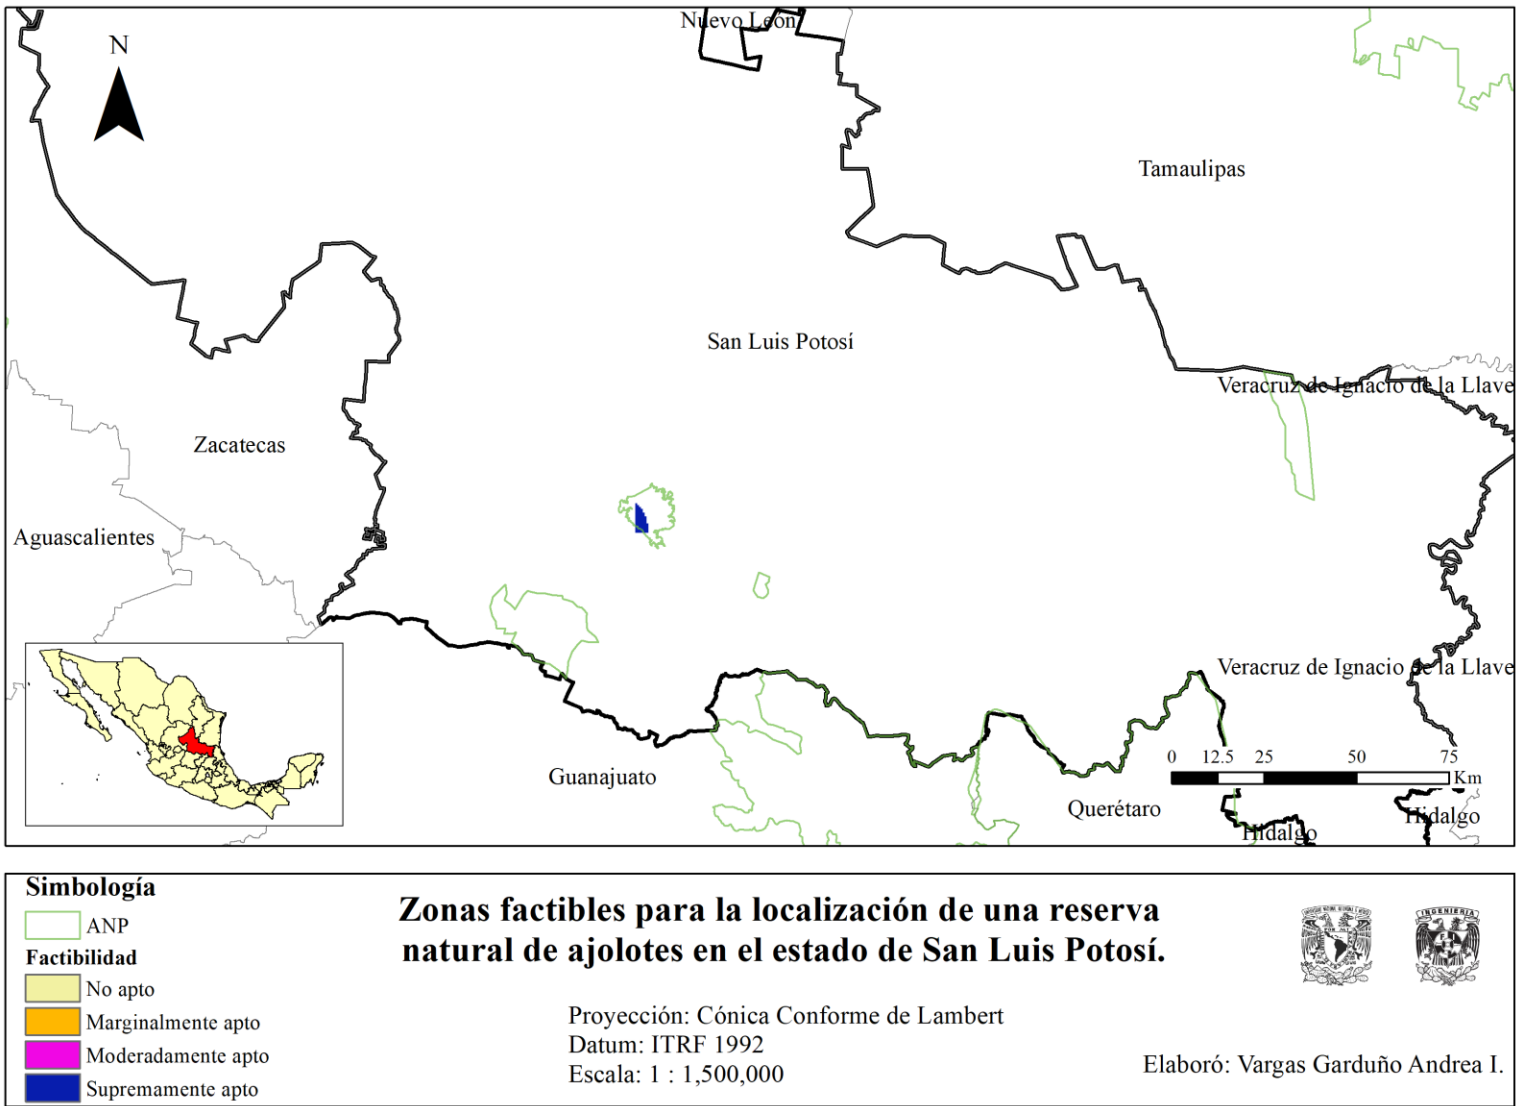 Nuevo León
N
Tamaulipas
San Luis Potosí
Veracruz de Ignacio de la Llave
Zacatecas
Aguascalientes
Veracruz de Ignacio de la Llave
0 12.5 25 50 75
Km
Guanajuato
Querétaro
Hidalgo
Hidalgo
Simbología
ANP
Factibilidad
No apto
Marginalmente apto
Moderadamente apto
Supremamente apto
Zonas factibles para la localización de una reserva
natural de ajolotes en el estado de San Luis Potosí.
Proyección: Cónica Conforme de Lambert
Datum: ITRF 1992
Escala: 1 : 1,500,000
INGENIERIA
Elaboró: Vargas Garduño Andrea I.